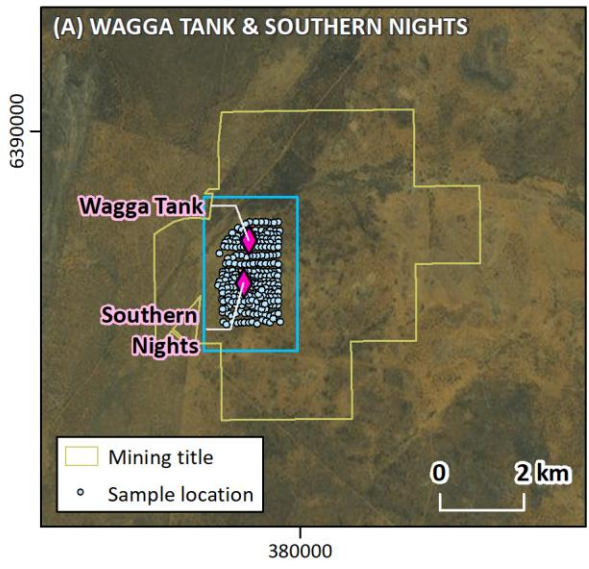 (A) WAGGA TANK & SOUTHERN NIGHTS
6390000
Wagga Tank
Southern
Nights
Mining title
Sample location
0 2 km
380000